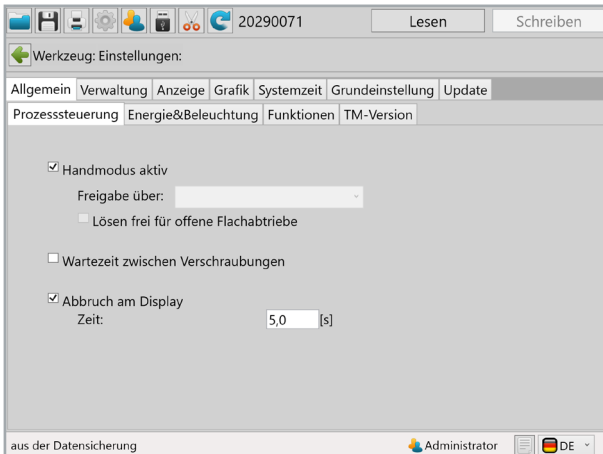 20290071 Lesen Schreiben
Werkzeug: Einstellungen:
Allgemein Verwaltung Anzeige Grafik Systemzeit Grundeinstellung Update
Prozesssteuerung Energie&Beleuchtung Funktionen TM-Version
Handmodus aktiv
Freigabe über:
Lösen frei für offene Flachabtriebe
Wartezeit zwischen Verschraubungen
Abbruch am Display
Zeit: 5,0 [s]
aus der Datensicherung Administrator DE